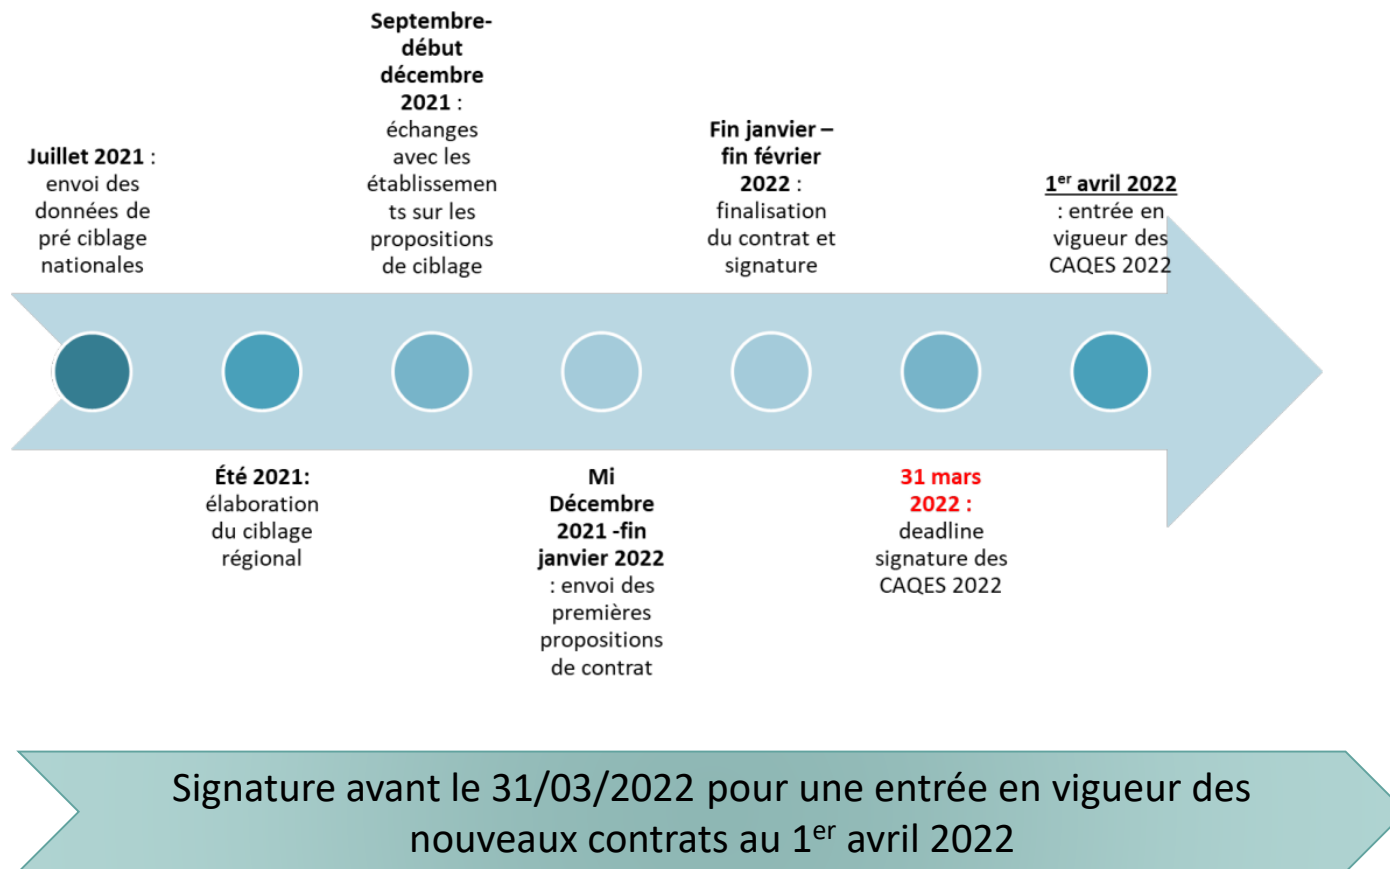 Juillet 2021 :
envoi des
données de
pré ciblage
nationales
Été 2021:
élaboration
du ciblage
régional
Septembre-
début
décembre
2021 :
échanges
avec les
établissemen
ts sur les
propositions
de ciblage
Mi
Décembre
2021 -fin
janvier 2022
: envoi des
premières
propositions
de contrat
Fin janvier –
fin février
2022 :
finalisation
du contrat et
signature
31 mars
2022 :
deadline
signature des
CAQES 2022
1er avril 2022
: entrée en
vigueur des
CAQES 2022
Signature avant le 31/03/2022 pour une entrée en vigueur des
nouveaux contrats au 1er avril 2022